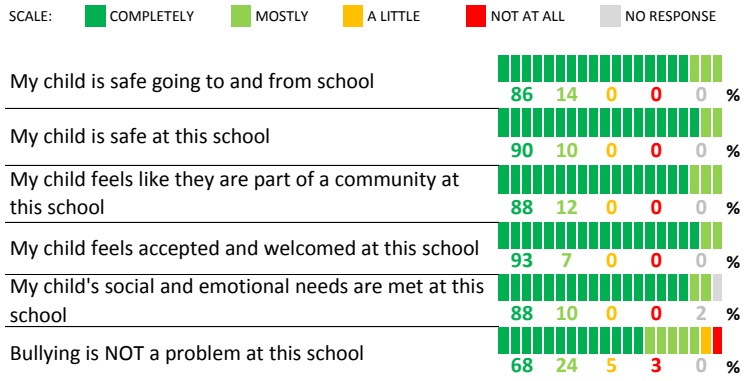 SCALE: COMPLETELY MOSTLY A LITTLE NOT AT ALL NO RESPONSE
My child is safe going to and from school
86 14 0 0 0 %
My child is safe at this school
90 10 0 0 0 %
My child feels like they are part of a community at
this school
88 12 0 0 0 %
My child feels accepted and welcomed at this school
93 7 0 0 0 %
My child's social and emotional needs are met at this
school
88 10 0 0 2 %
Bullying is NOT a problem at this school
68 24 5 3 0 %